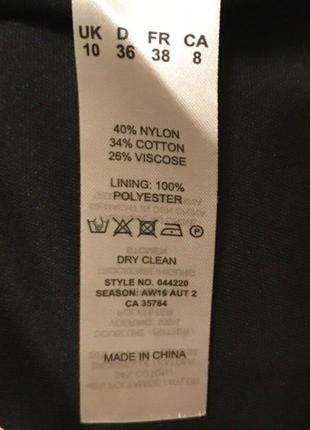 UK D FR CA
10 36 38 8
40% NYLON
34% COTTON
26% VISCOSE
LINING: 100%
POLYESTER
P
DRY CLEAN
STYLE NO. 044220
SEASON: AW16 AUT 2
CA 35784
MADE IN CHINA